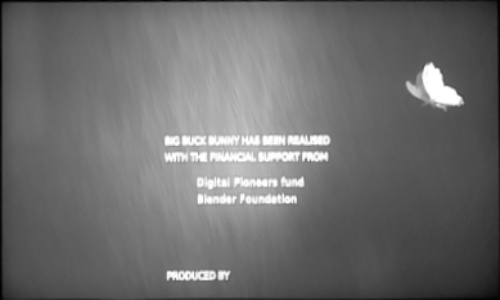 BIG BUCK BUNNY HAS BEEN REALISED
WITH THE FINANCIAL SUPPORT FROM
Digital Pioneers fund
Blender Foundation
PRODUCED BY